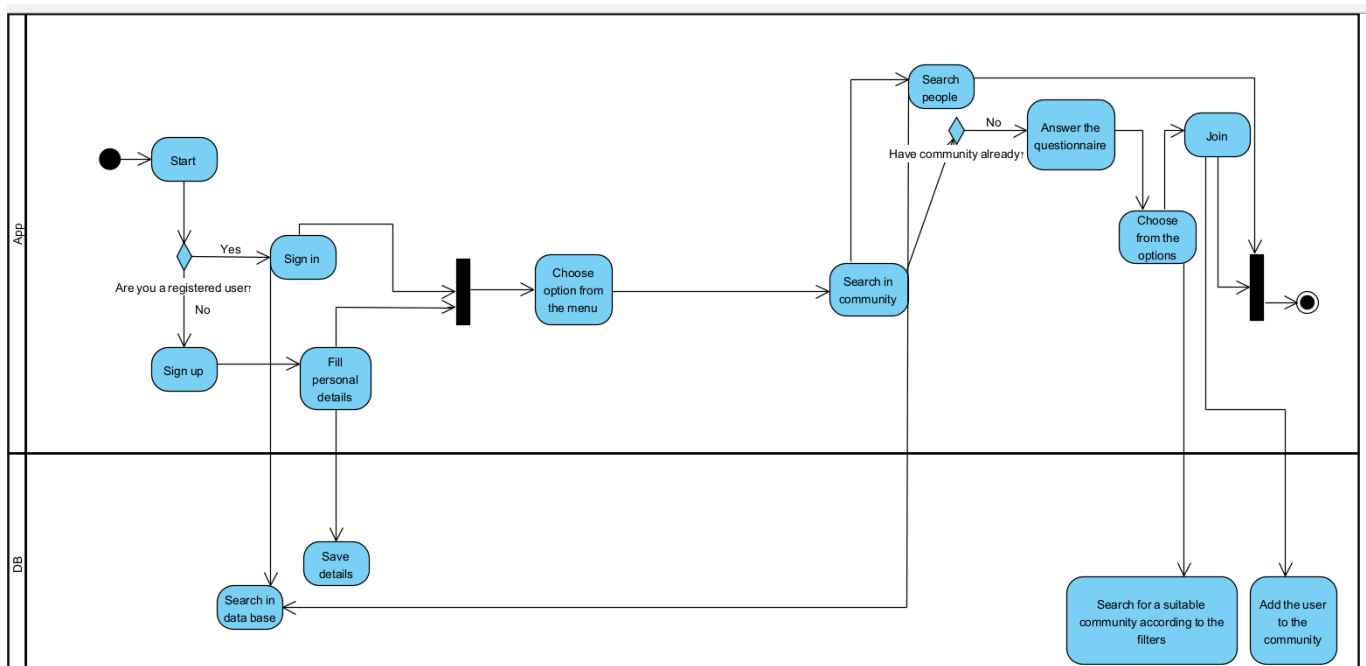 App
Start
Are you a registered user?
Yes
No
Sign in
Sign up
Fill
personal
details
Choose
option from
the menu
Search in
community
Search
people
Have community already?
No
Answer the
questionnaire
Choose
from the
options
Join
DB
Save
details
Search in
data base
Search for a suitable
community according to the
filters
Add the user
to the
community